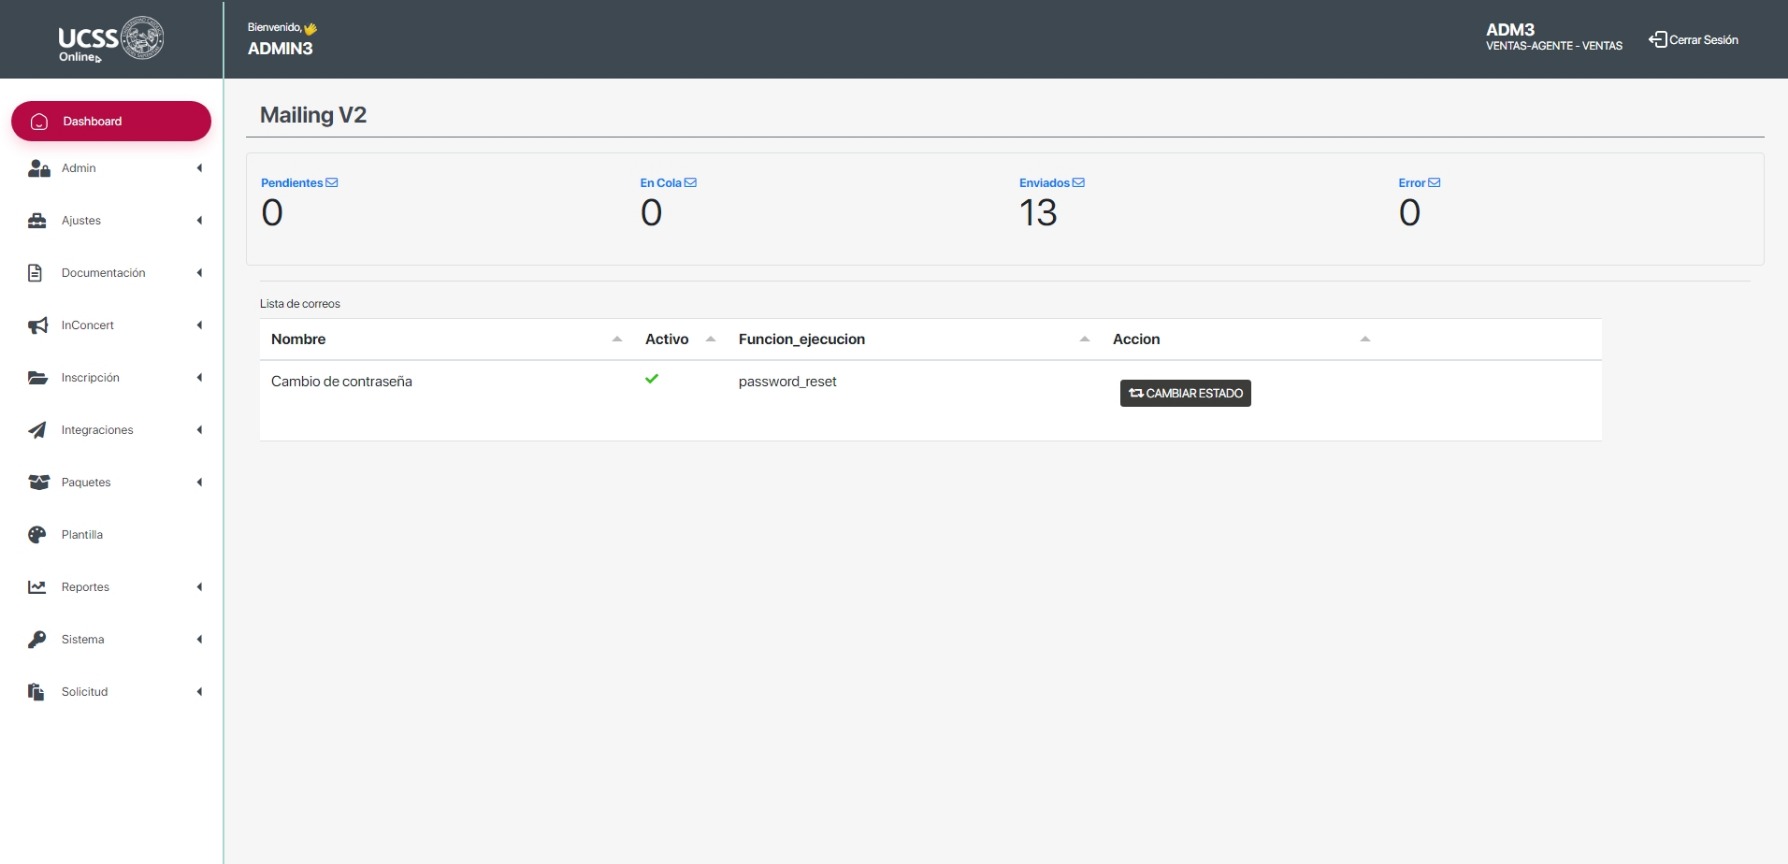 UCSS
Online
Bienvenido,
ADMIN3
ADM3
VENTAS-AGENTE - VENTAS
Cerrar Sesión
Dashboard
Admin
Ajustes
Documentación
InConcert
Inscripción
Integraciones
Paquetes
Plantilla
Reportes
Sistema
Solicitud
Mailing V2
Pendientes
0
En Cola
0
Enviados
13
Error
0
Lista de correos
Nombre Activo Funcion_ejecucion Accion
Cambio de contraseña password_reset CAMBIAR ESTADO